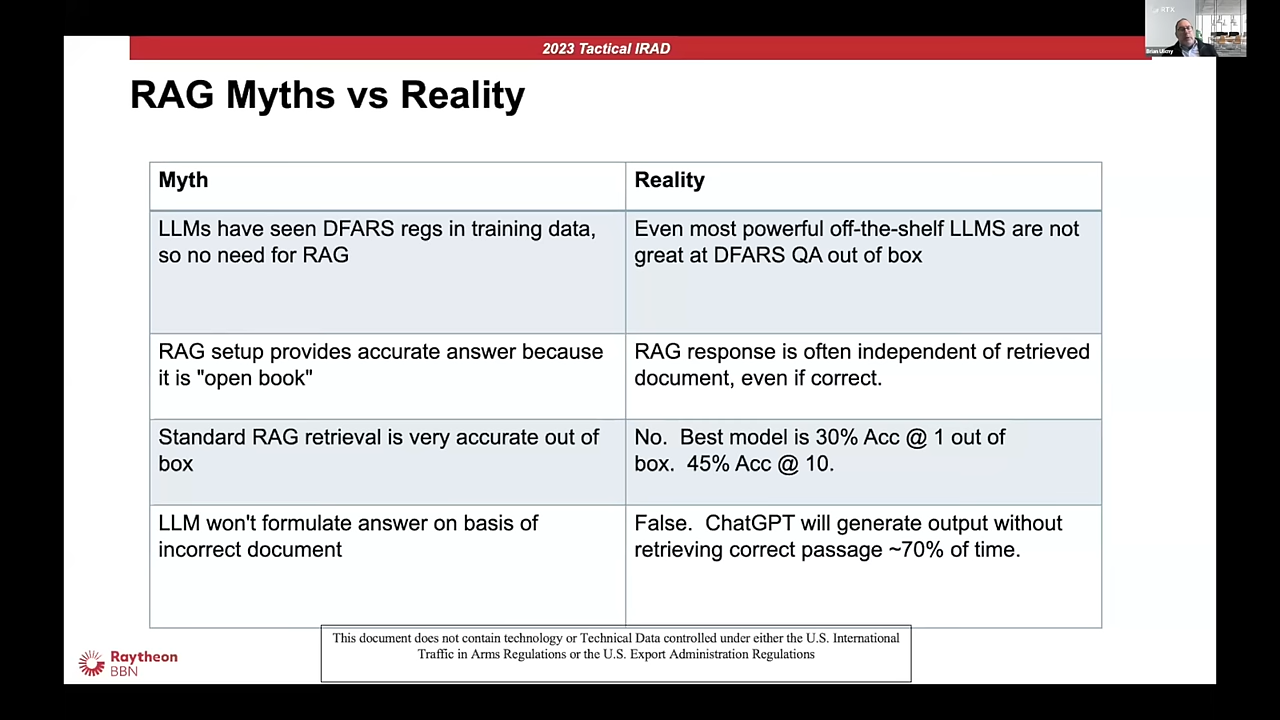 RTX
Brian Ulicny
2023 Tactical IRAD
RAG Myths vs Reality
Myth
Reality
LLMs have seen DFARS regs in training data,
so no need for RAG
Even most powerful off-the-shelf LLMS are not
great at DFARS QA out of box
RAG setup provides accurate answer because
it is "open book"
RAG response is often independent of retrieved
document, even if correct.
Standard RAG retrieval is very accurate out of
box
No.  Best model is 30% Acc @ 1 out of
box.  45% Acc @ 10.
LLM won't formulate answer on basis of
incorrect document
False.  ChatGPT will generate output without
retrieving correct passage ~70% of time.
This document does not contain technology or Technical Data controlled under either the U.S. International
Traffic in Arms Regulations or the U.S. Export Administration Regulations
Raytheon
BBN